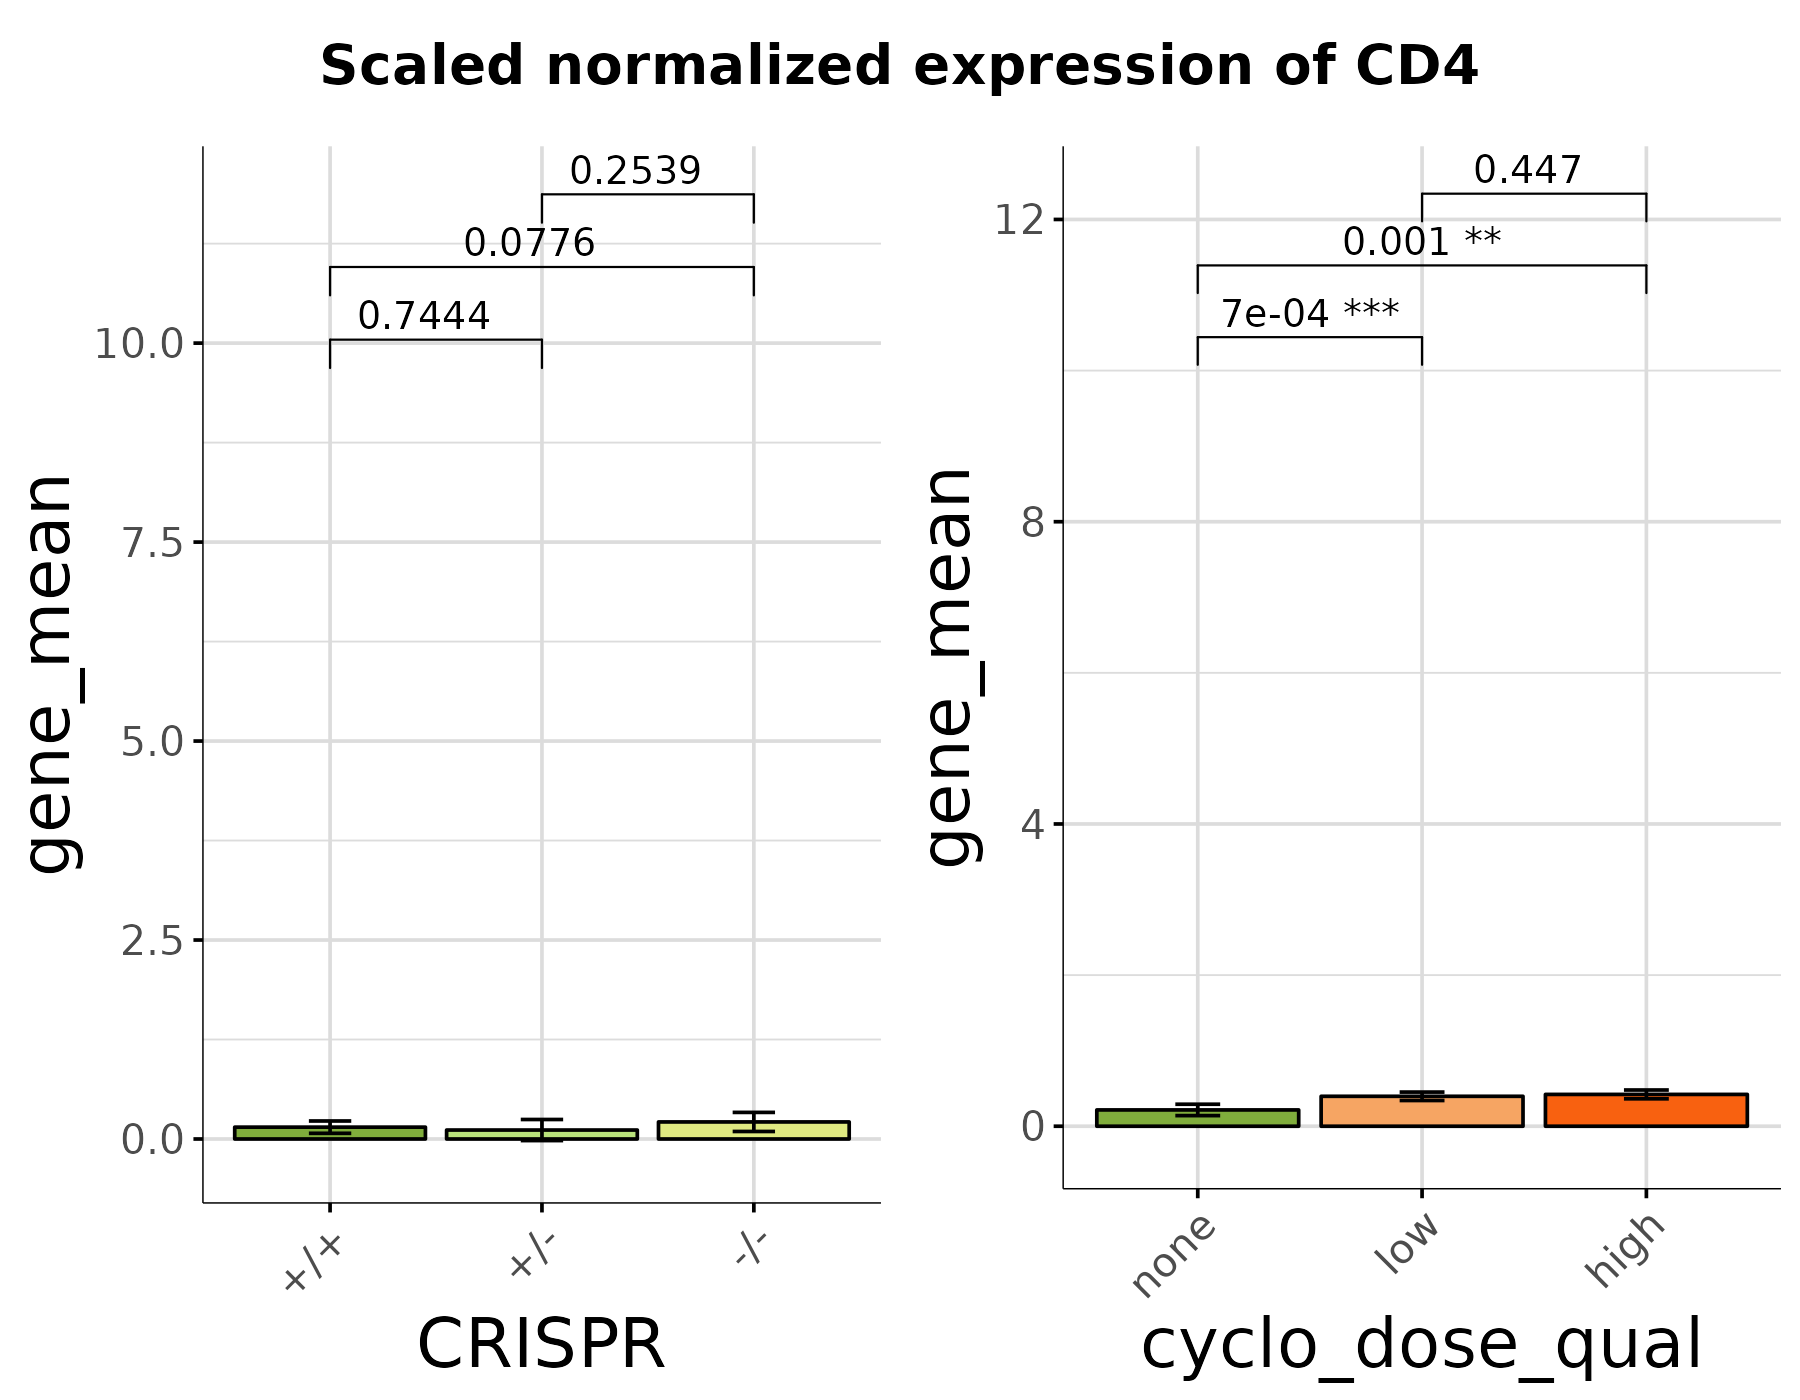 Scaled normalized expression of CD4
0.2539
0.0776
0.7444
10.0
7.5
5.0
2.5
0.0
gene_mean
+/+
+/-
-/-
CRISPR
0.447
0.001 **
7e-04 ***
12
8
4
0
gene_mean
none
low
high
cyclo_dose_qual